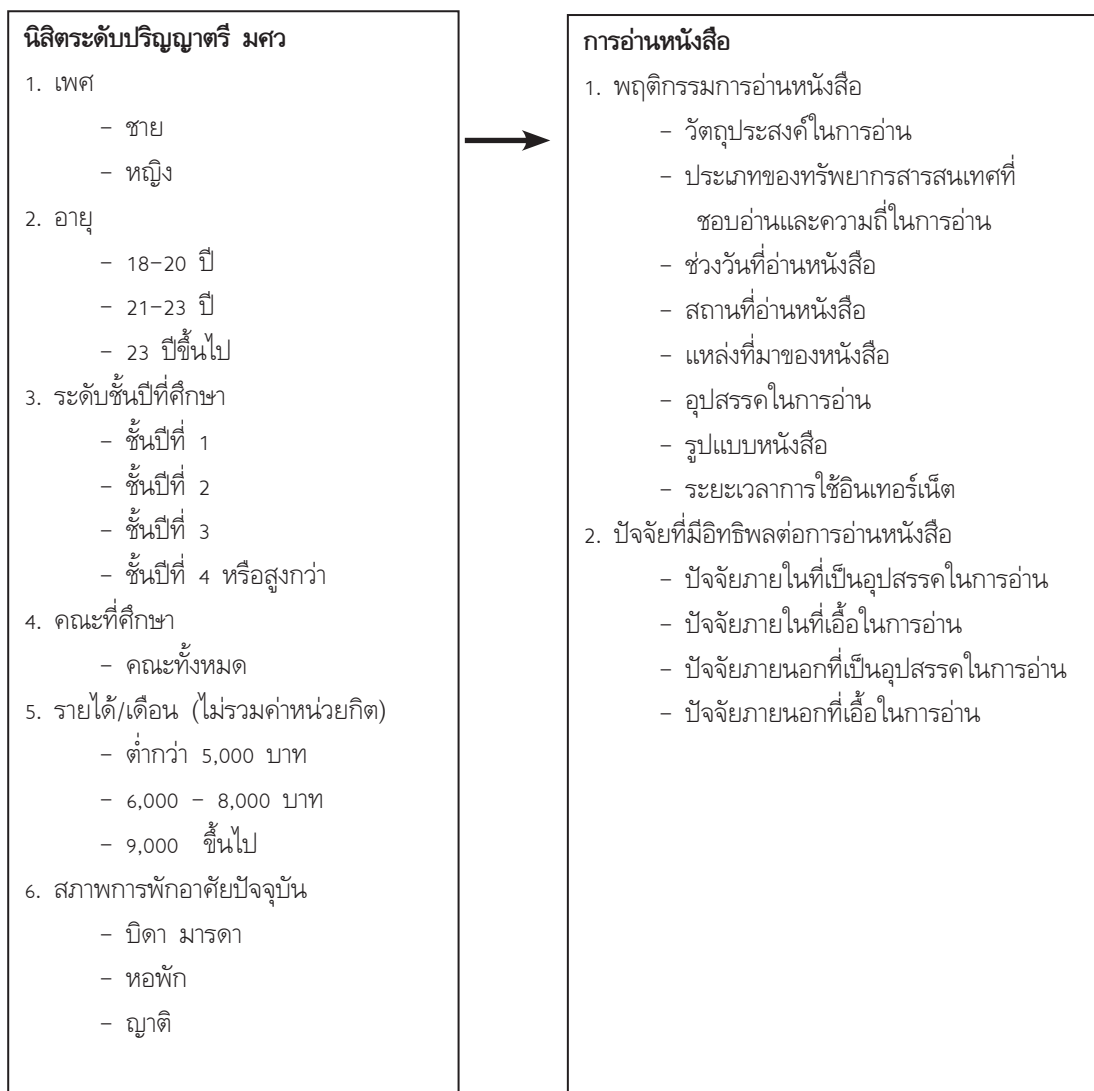 นิสิตระดับปริญญาตรี มศว
1. เพศ
- ชาย
- หญิง
2. อายุ
- 18-20 ปี
- 21-23 ปี
- 23 ปีขึ้นไป
3. ระดับชั้นปีที่ศึกษา
- ชั้นปีที่ 1
- ชั้นปีที่ 2
- ชั้นปีที่ 3
- ชั้นปีที่ 4 หรือสูงกว่า
4. คณะที่ศึกษา
- คณะทั้งหมด
5. รายได้/เดือน (ไม่รวมค่าหน่วยกิต)
- ต่ำกว่า 5,000 บาท
- 6,000 - 8,000 บาท
- 9,000 ขึ้นไป
6. สภาพการพักอาศัยปัจจุบัน
- บิดา มารดา
- หอพัก
- ญาติ
การอ่านหนังสือ
1. พฤติกรรมการอ่านหนังสือ
- วัตถุประสงค์ในการอ่าน
- ประเภทของทรัพยากรสารสนเทศที่
ชอบอ่านและความถี่ในการอ่าน
- ช่วงวันที่อ่านหนังสือ
- สถานที่อ่านหนังสือ
- แหล่งที่มาของหนังสือ
- อุปสรรคในการอ่าน
- รูปแบบหนังสือ
- ระยะเวลาการใช้อินเทอร์เน็ต
2. ปัจจัยที่มีอิทธิพลต่อการอ่านหนังสือ
- ปัจจัยภายในที่เป็นอุปสรรคในการอ่าน
- ปัจจัยภายในที่เอื้อในการอ่าน
- ปัจจัยภายนอกที่เป็นอุปสรรคในการอ่าน
- ปัจจัยภายนอกที่เอื้อในการอ่าน